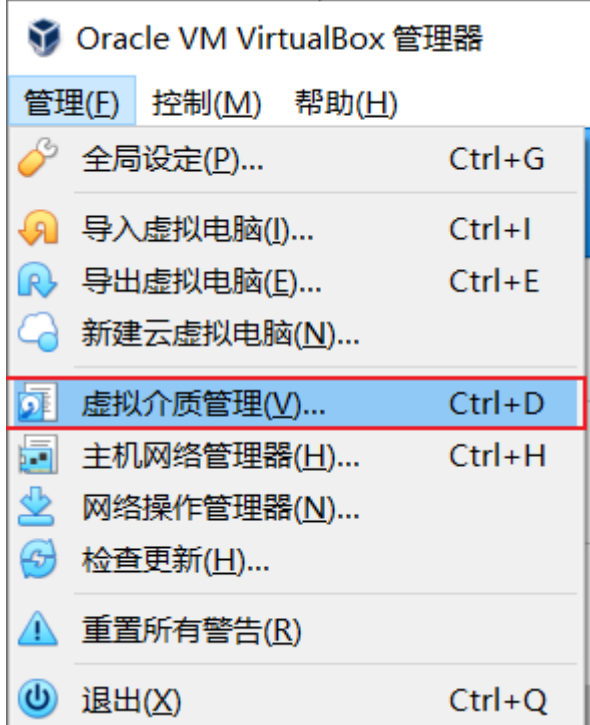 Oracle VM VirtualBox 管理器
管理(F) 控制(M) 帮助(H)
全局设定(P)... Ctrl+G
导入虚拟电脑(I)... Ctrl+I
导出虚拟电脑(E)... Ctrl+E
新建云虚拟电脑(N)...
虚拟介质管理(V)... Ctrl+D
主机网络管理器(H)... Ctrl+H
网络操作管理器(N)...
检查更新(H)...
重置所有警告(R)
退出(X) Ctrl+Q